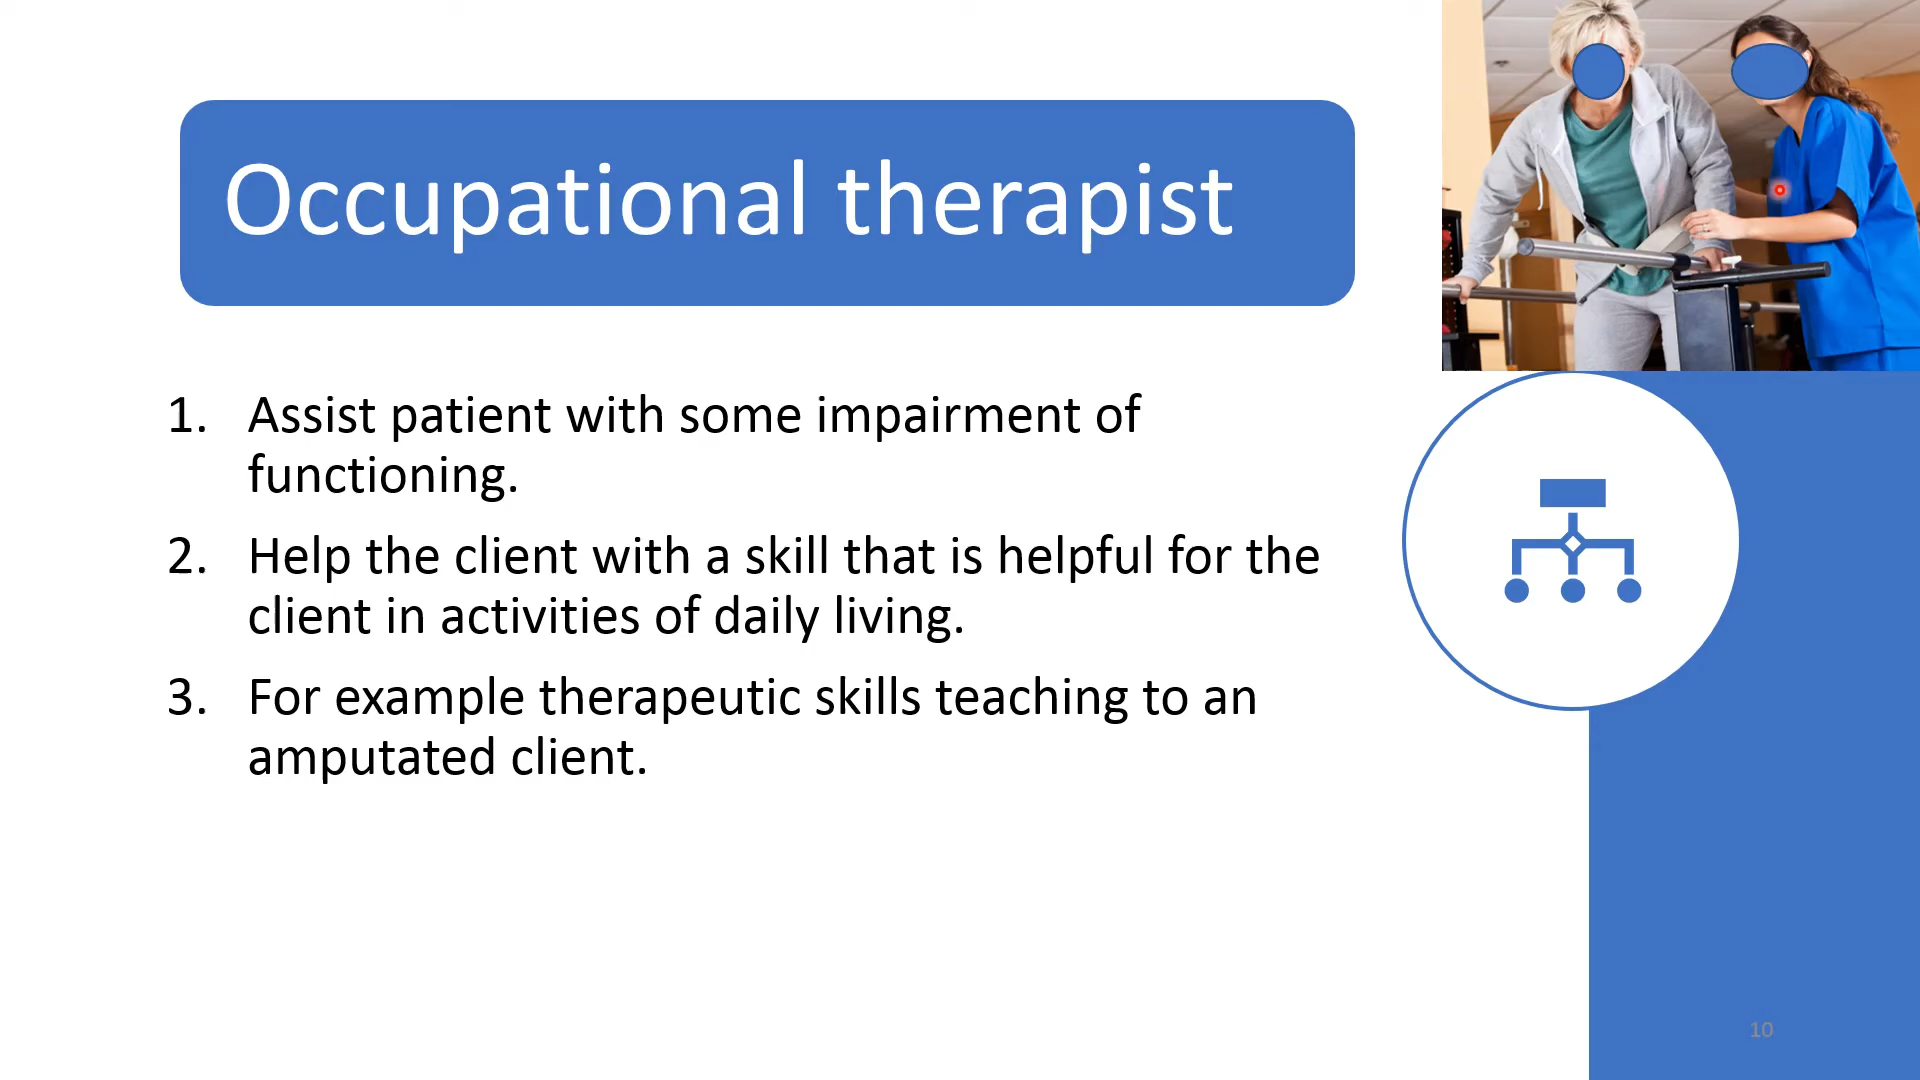 Occupational therapist
1. Assist patient with some impairment of
functioning.
2. Help the client with a skill that is helpful for the
client in activities of daily living.
3. For example therapeutic skills teaching to an
amputated client.
10